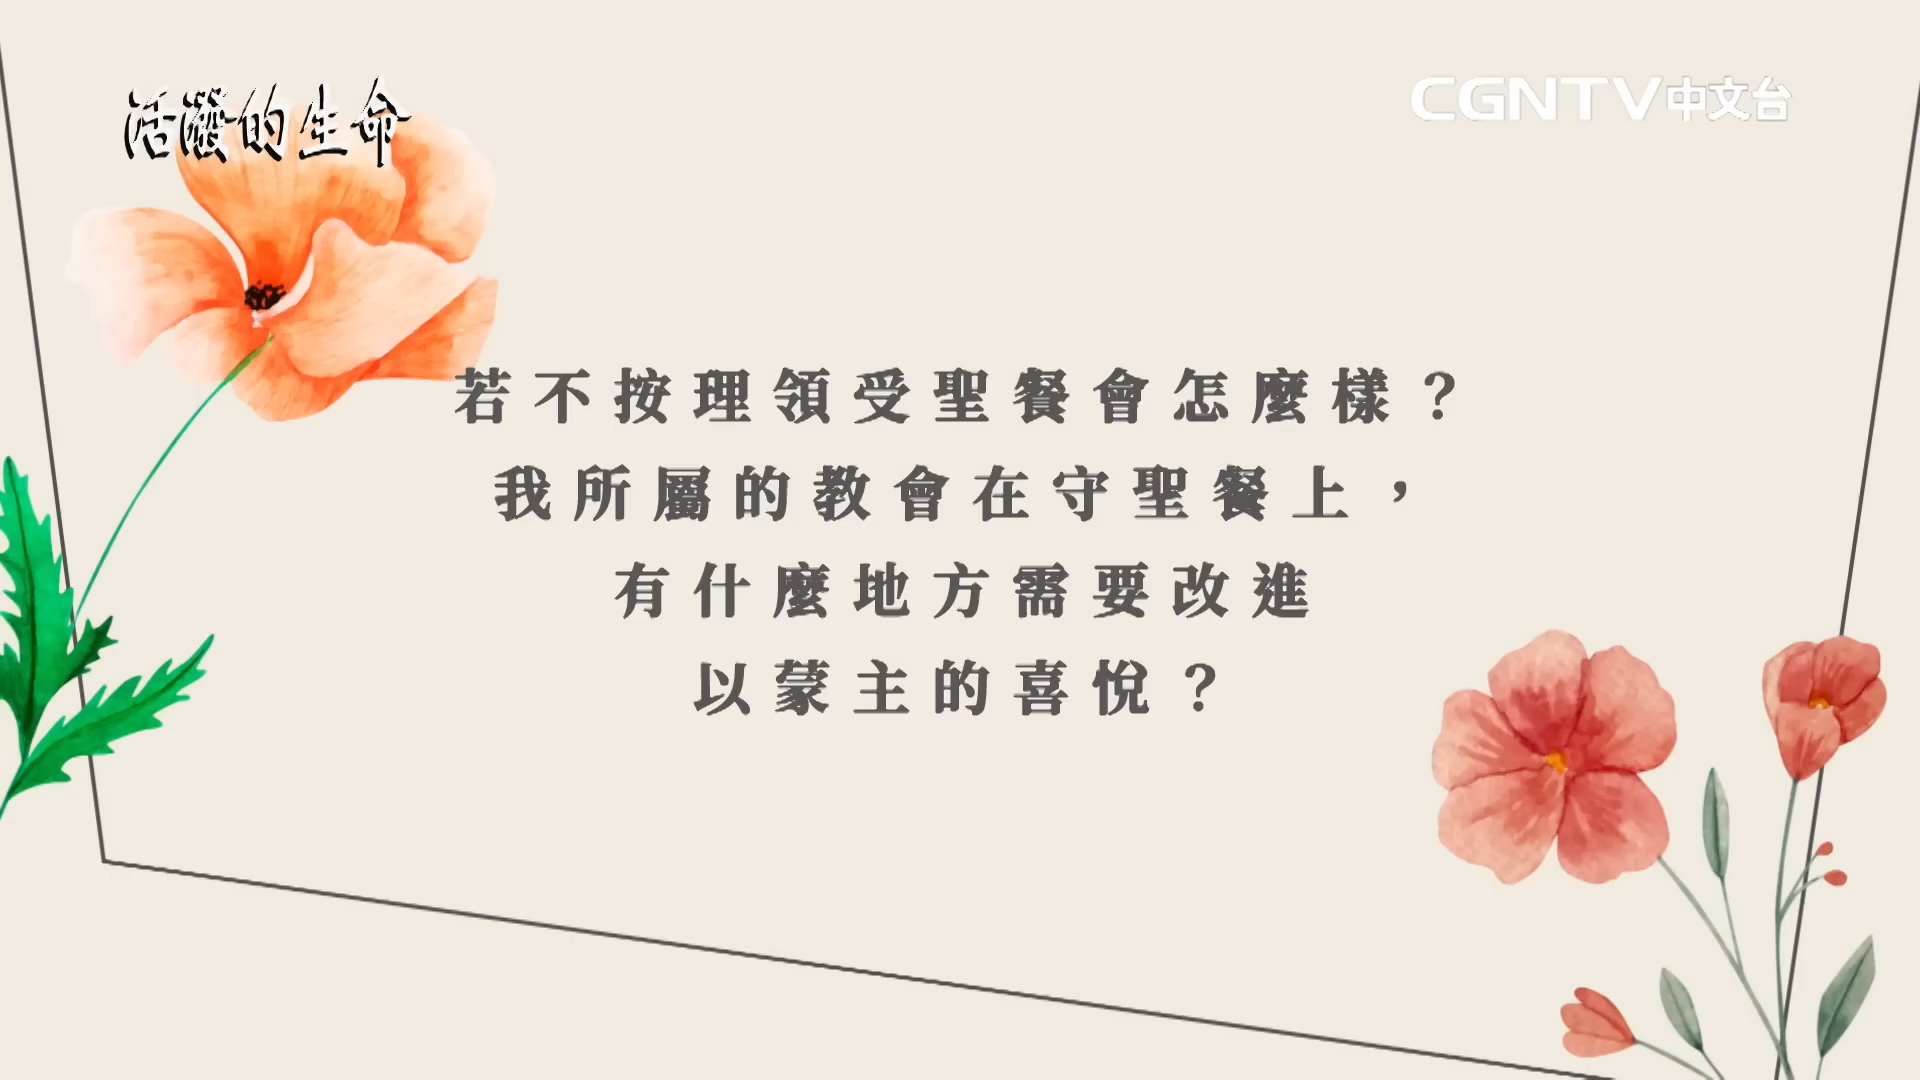 活潑的生命
CGNTV中文台
若不按理領受聖餐會怎麼樣？
我所屬的教會在守聖餐上，
有什麼地方需要改進
以蒙主的喜悅？